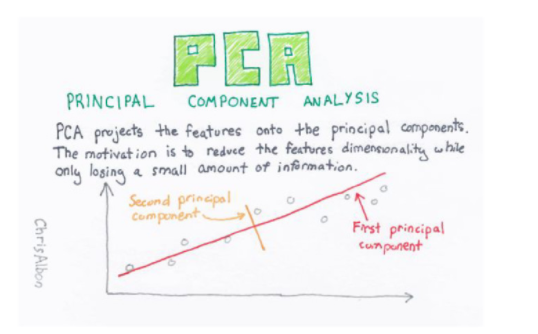 PCA
PRINCIPAL COMPONENT ANALYSIS
PCA projects the features onto the principal components.
The motivation is to reduce the features dimensionality while
only losing a small amount of information.
Second principal
component
First principal
component
ChrisAlbon